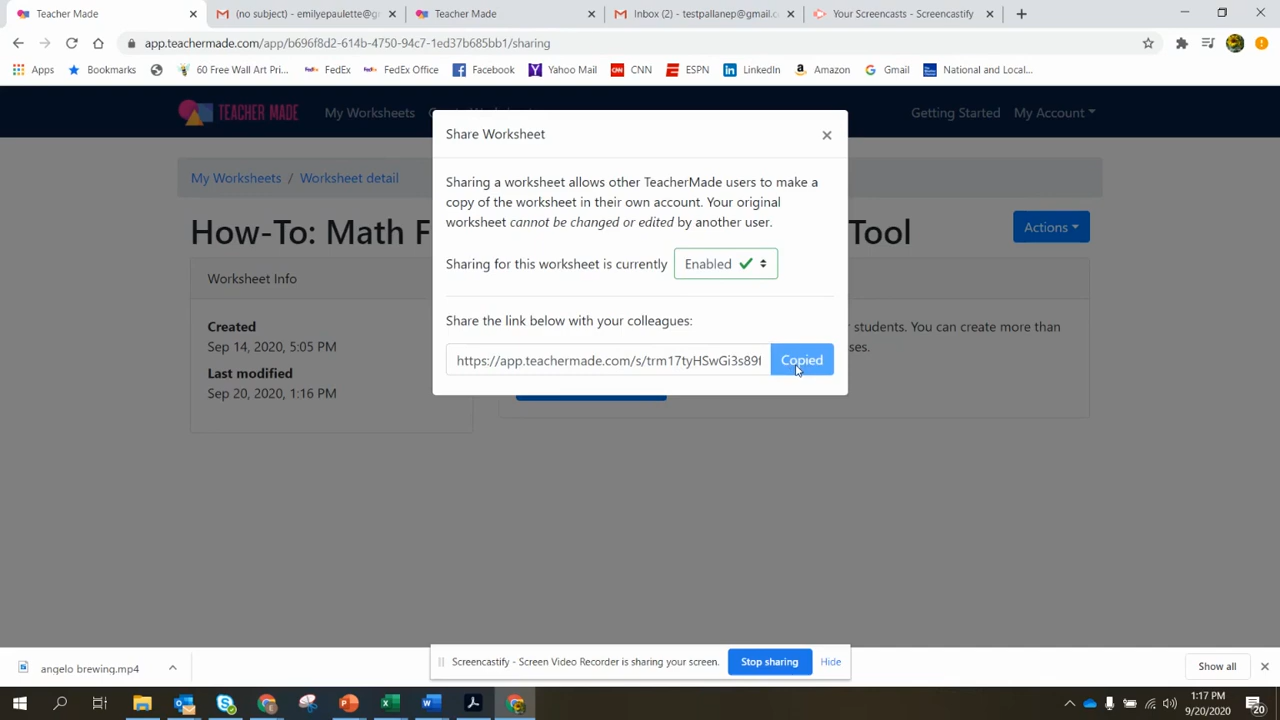 Teacher Made
(no subject) - emilyepaulette@g
Teacher Made
Inbox (2) - testpallanep@gmail.c
Your Screencasts - Screencastify
app.teachermade.com/app/b696f8d2-614b-4750-94c7-1ed37b685bb1/sharing
Apps
Bookmarks
60 Free Wall Art Pri...
FedEx
FedEx Office
Facebook
Yahoo Mail
CNN
ESPN
LinkedIn
Amazon
Gmail
National and Local...
TEACHER MADE
My Worksheets
Getting Started
My Account
Share Worksheet
My Worksheets / Worksheet detail
Sharing a worksheet allows other TeacherMade users to make a
copy of the worksheet in their own account. Your original
worksheet cannot be changed or edited by another user.
How-To: Math F
Tool
Actions
Sharing for this worksheet is currently
Enabled
Worksheet Info
Share the link below with your colleagues:
Created
Sep 14, 2020, 5:05 PM
students. You can create more than
https://app.teachermade.com/s/trm17tyHSwGi3s89f
Copied
Last modified
Sep 20, 2020, 1:16 PM
angelo brewing.mp4
Screencastify - Screen Video Recorder is sharing your screen.
Stop sharing
Hide
Show all
1:17 PM
9/20/2020
20